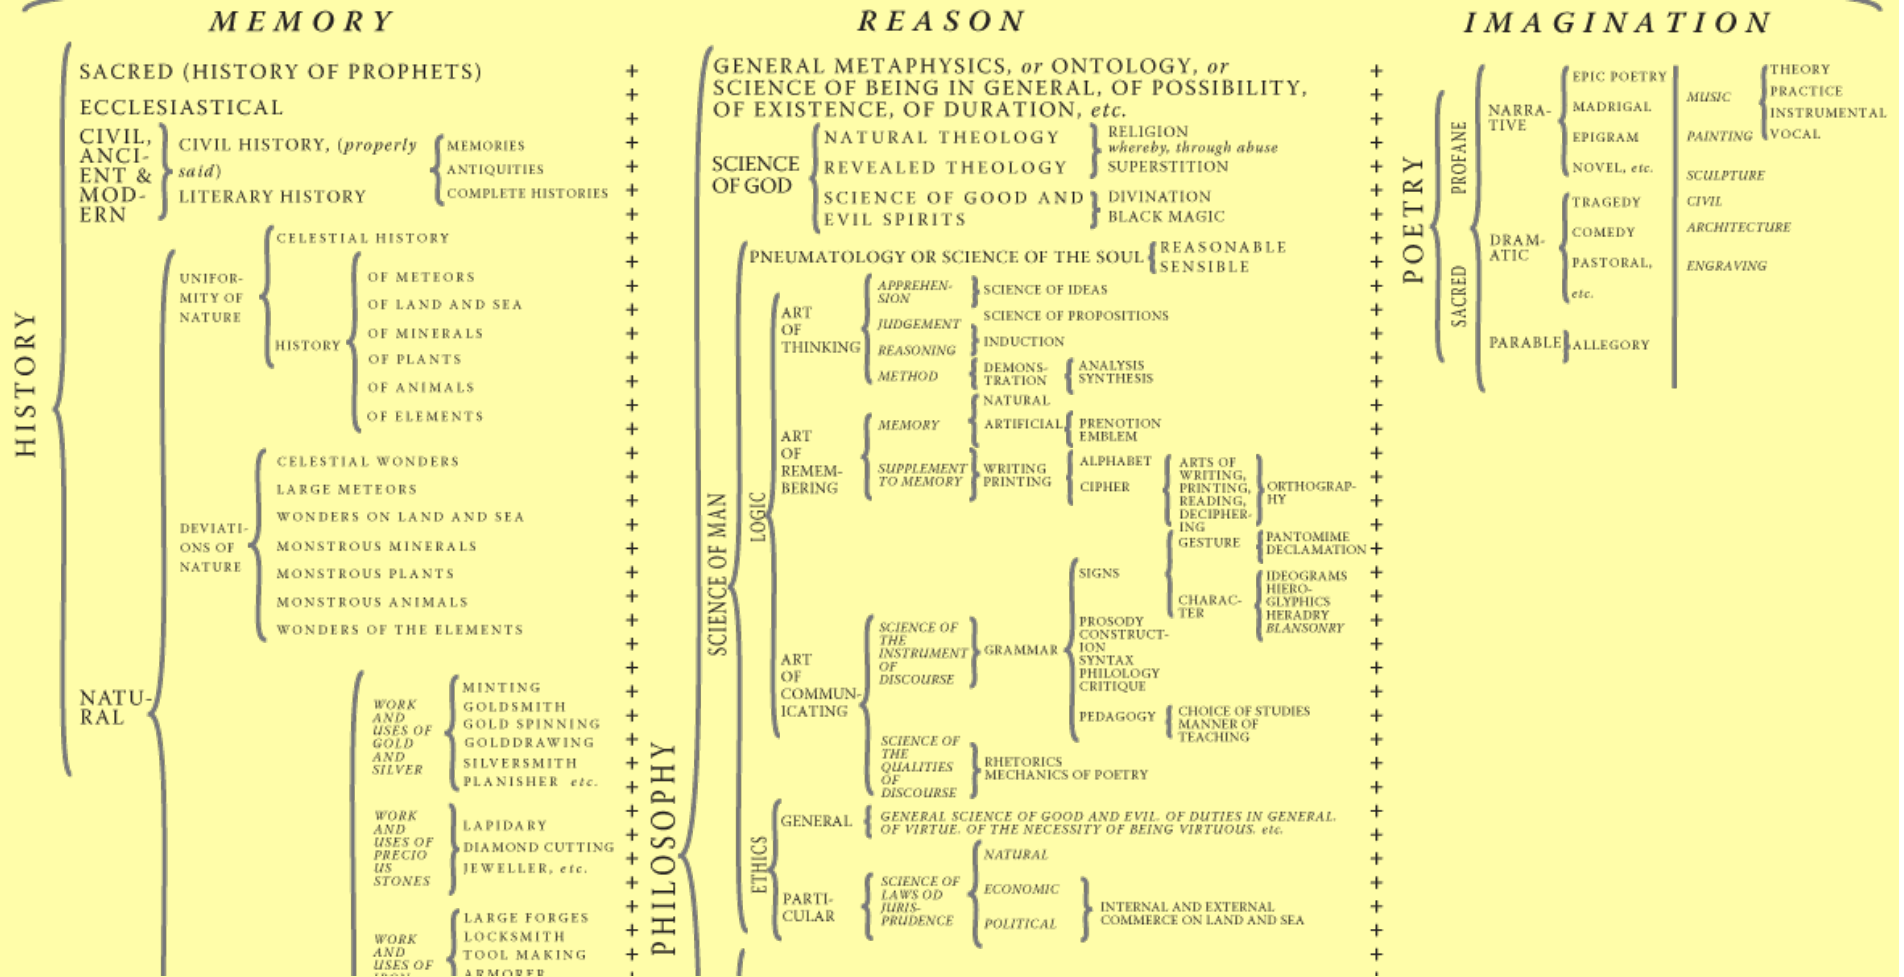 MEMORY
SACRED (HISTORY OF PROPHETS)
ECCLESIASTICAL
CIVIL,
ANCI-
ENT &
MOD-
ERN
CIVIL HISTORY, (properly
said)
LITERARY HISTORY
MEMORIES
ANTIQUITIES
COMPLETE HISTORIES
HISTORY
NATU-
RAL
UNIFOR-
MITY OF
NATURE
CELESTIAL HISTORY
HISTORY
OF METEORS
OF LAND AND SEA
OF MINERALS
OF PLANTS
OF ANIMALS
OF ELEMENTS
DEVIATI-
ONS OF
NATURE
CELESTIAL WONDERS
LARGE METEORS
WONDERS ON LAND AND SEA
MONSTROUS MINERALS
MONSTROUS PLANTS
MONSTROUS ANIMALS
WONDERS OF THE ELEMENTS
WORK
AND
USES OF
GOLD
AND
SILVER
MINTING
GOLDSMITH
GOLD SPINNING
GOLDDRAWING
SILVERSMITH
PLANISHER etc.
WORK
AND
USES OF
PRECIO
US
STONES
LAPIDARY
DIAMOND CUTTING
JEWELLER, etc.
WORK
AND
USES OF
LARGE FORGES
LOCKSMITH
TOOL MAKING
ARMORER
REASON
PHILOSOPHY
GENERAL METAPHYSICS, or ONTOLOGY, or
SCIENCE OF BEING IN GENERAL, OF POSSIBILITY,
OF EXISTENCE, OF DURATION, etc.
SCIENCE
OF GOD
NATURAL THEOLOGY
REVEALED THEOLOGY
SCIENCE OF GOOD AND
EVIL SPIRITS
RELIGION
whereby, through abuse
SUPERSTITION
DIVINATION
BLACK MAGIC
SCIENCE OF MAN
PNEUMATOLOGY OR SCIENCE OF THE SOUL
REASONABLE
SENSIBLE
LOGIC
ART
OF
THINKING
APPREHEN-
SION
JUDGEMENT
REASONING
METHOD
SCIENCE OF IDEAS
SCIENCE OF PROPOSITIONS
INDUCTION
DEMONS-
TRATION
ANALYSIS
SYNTHESIS
ART
OF
REMEM-
BERING
MEMORY
NATURAL
ARTIFICIAL
PRENOTION
EMBLEM
SUPPLEMENT
TO MEMORY
WRITING
PRINTING
ALPHABET
CIPHER
ARTS OF
WRITING,
PRINTING,
READING,
DECIPHER-
ING
ORTHOGRAP-
HY
ART
OF
COMMUN-
ICATING
SCIENCE OF
THE
INSTRUMENT
OF
DISCOURSE
GRAMMAR
SIGNS
GESTURE
PANTOMIME
DECLAMATION
CHARAC-
TER
IDEOGRAMS
HIERO-
GLYPHICS
HERADRY
BLANSONRY
PROSODY
CONSTRUCT-
ION
SYNTAX
PHILOLOGY
CRITIQUE
PEDAGOGY
CHOICE OF STUDIES
MANNER OF
TEACHING
SCIENCE OF
THE
QUALITIES
OF
DISCOURSE
RHETORICS
MECHANICS OF POETRY
ETHICS
GENERAL
GENERAL SCIENCE OF GOOD AND EVIL. OF DUTIES IN GENERAL.
OF VIRTUE. OF THE NECESSITY OF BEING VIRTUOUS. etc.
PARTI-
CULAR
SCIENCE OF
LAWS OD
JURIS-
PRUDENCE
NATURAL
ECONOMIC
POLITICAL
INTERNAL AND EXTERNAL
COMMERCE ON LAND AND SEA
IMAGINATION
POETRY
PROFANE
SACRED
NARRA-
TIVE
EPIC POETRY
MADRIGAL
EPIGRAM
NOVEL, etc.
DRAM-
ATIC
TRAGEDY
COMEDY
PASTORAL,
etc.
PARABLE
ALLEGORY
MUSIC
THEORY
PRACTICE
INSTRUMENTAL
VOCAL
PAINTING
SCULPTURE
CIVIL
ARCHITECTURE
ENGRAVING